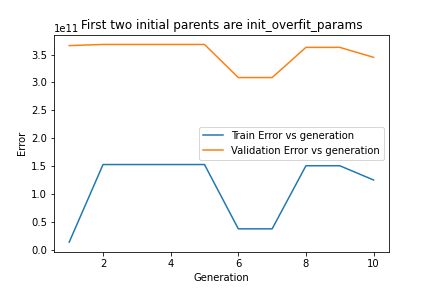 First two initial parents are init_overfit_params
1e11
3.5
3.0
2.5
2.0
1.5
1.0
0.5
0.0
Error
Train Error vs generation
Validation Error vs generation
2 4 6 8 10
Generation